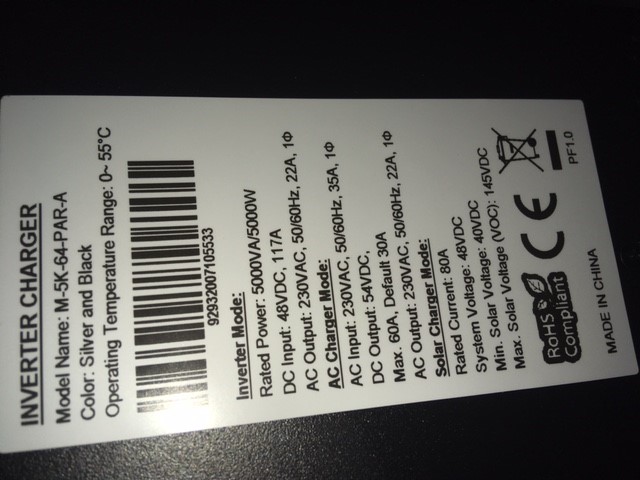 INVERTER CHARGER
Model Name: M-5K-64-PAR-A
Color: Silver and Black
Operating Temperature Range: 0~ 55°C
92932007105533
Inverter Mode:
Rated Power: 5000VA/5000W
DC Input: 48VDC, 117A
AC Output: 230VAC, 50/60Hz, 22A, 1Φ
AC Charger Mode:
AC Input: 230VAC, 50/60Hz, 35A, 1Φ
DC Output: 54VDC,
Max. 60A, Default 30A
AC Output: 230VAC, 50/60Hz, 22A, 1Φ
Solar Charger Mode:
Rated Current: 80A
System Voltage: 48VDC
Min. Solar Voltage: 40VDC
Max. Solar Voltage (VOC): 145VDC
RoHS
Compliant
CE
PF1.0
MADE IN CHINA